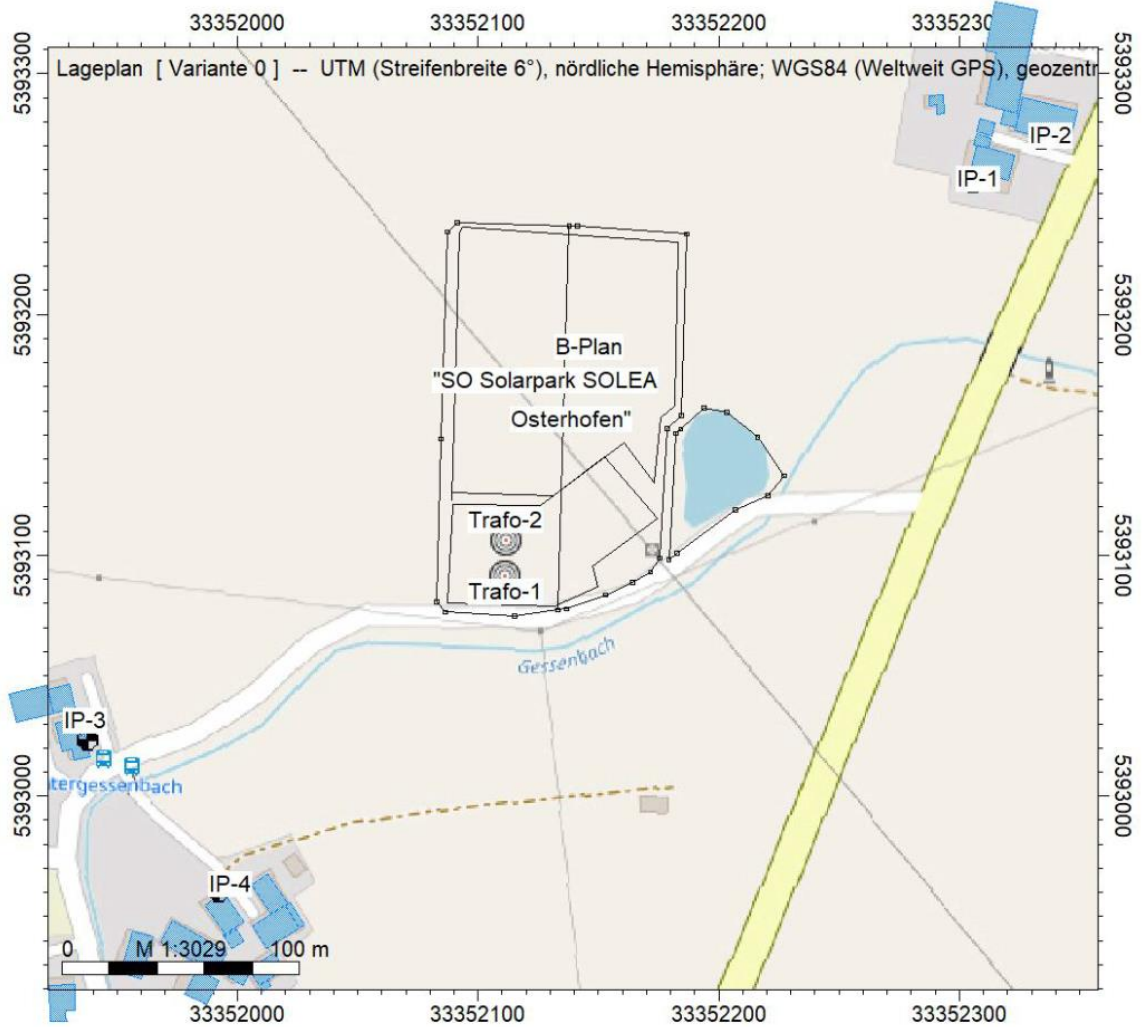 33352000 33352100 33352200 3335230
Lageplan [ Variante 0 ] -- UTM (Streifenbreite 6°), nördliche Hemisphäre; WGS84 (Weltweit GPS), geozentr
5393300 5393300
IP-2
IP-1
5393200 5393200
B-Plan
"SO Solarpark SOLEA
Osterhofen"
Trafo-2
5393100 5393100
Trafo-1
Gessenbach
IP-3
tergessenbach
5393000 5393000
IP-4
0 M 1:3029 100 m
33352000 33352100 33352200 33352300